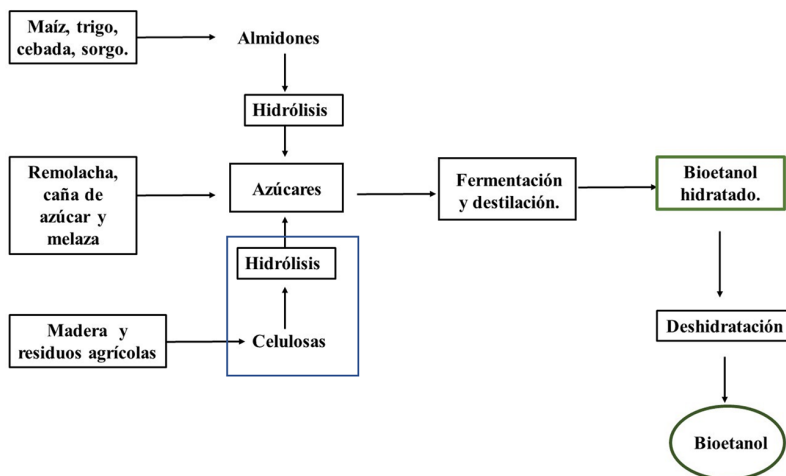 Maíz, trigo,
cebada, sorgo.
Almidones
Hidrólisis
Remolacha,
caña de
azúcar y
melaza
Azúcares
Fermentación
y destilación.
Bioetanol
hidratado.
Hidrólisis
Madera y
residuos agrícolas
Celulosas
Deshidratación
Bioetanol